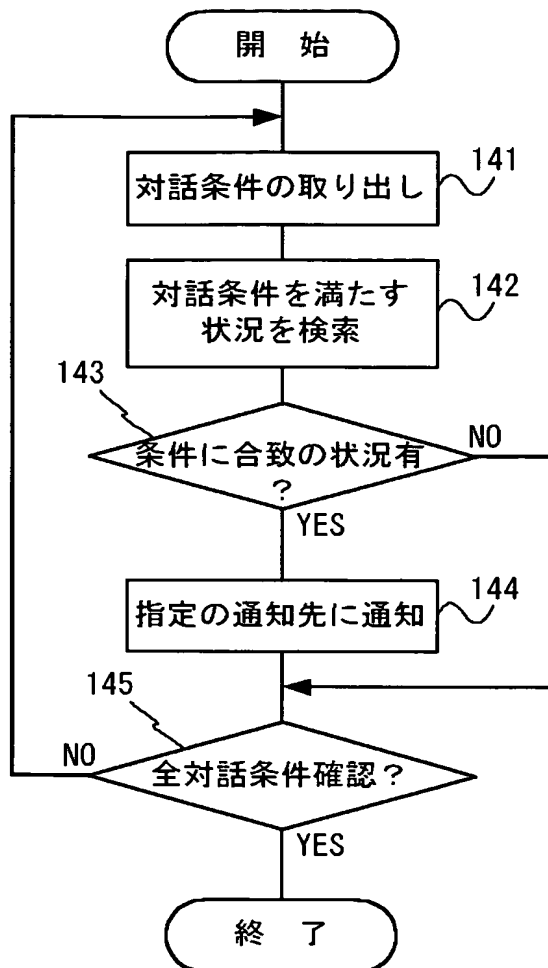 開 始
対話条件の取り出し
141
対話条件を満たす
状況を検索
142
143
条件に合致の状況有
?
NO
YES
指定の通知先に通知
144
145
NO
全対話条件確認?
YES
終 了